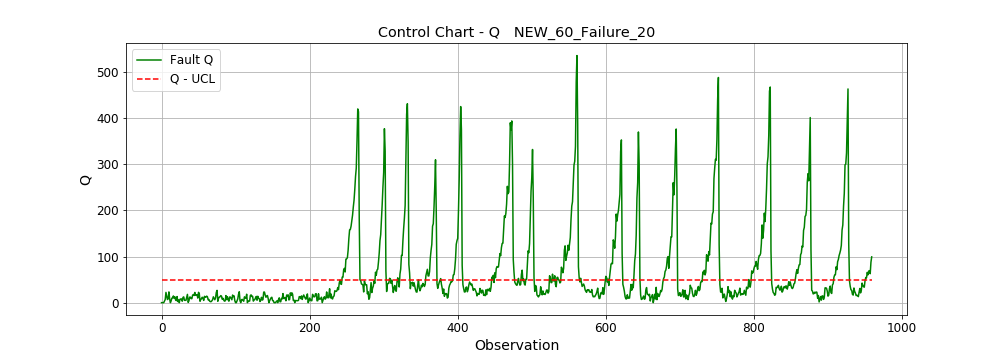 Control Chart - Q   NEW_60_Failure_20
Fault Q
Q - UCL
Q
500
400
300
200
100
0
0 200 400 600 800 1000
Observation